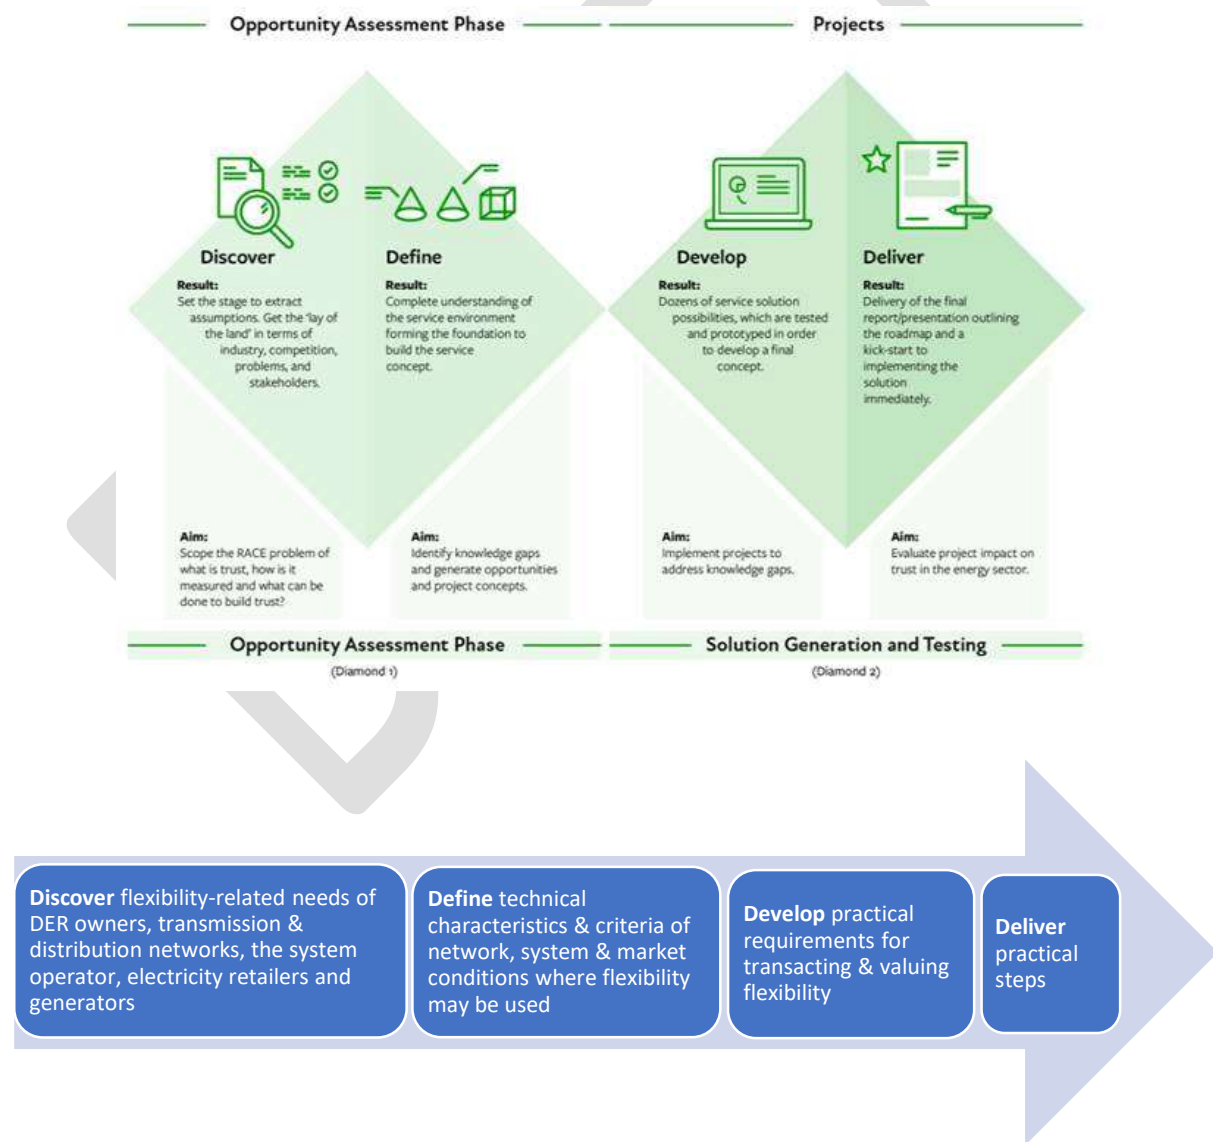 Opportunity Assessment Phase
Projects
Discover
Result:
Set the stage to extract
assumptions. Get the 'lay of
the land' in terms of
industry, competition,
problems, and
stakeholders.
Define
Result:
Complete understanding of
the service environment
forming the foundation to
build the service
concept.
Develop
Result:
Dozens of service solution
possibilities, which are tested
and prototyped in order
to develop a final
concept.
Deliver
Result:
Delivery of the final
report/presentation outlining
the roadmap and a
kick-start to
implementing the
solution
immediately.
Aim:
Scope the RACE problem of
what is trust, how is it
measured and what can be
done to build trust?
Aim:
Identify knowledge gaps
and generate opportunities
and project concepts.
Aim:
Implement projects to
address knowledge gaps.
Aim:
Evaluate project impact on
trust in the energy sector.
Opportunity Assessment Phase
(Diamond 1)
Solution Generation and Testing
(Diamond 2)
Discover flexibility-related needs of
DER owners, transmission &
distribution networks, the system
operator, electricity retailers and
generators
Define technical
characteristics & criteria of
network, system & market
conditions where flexibility
may be used
Develop practical
requirements for
transacting & valuing
flexibility
Deliver
practical
steps